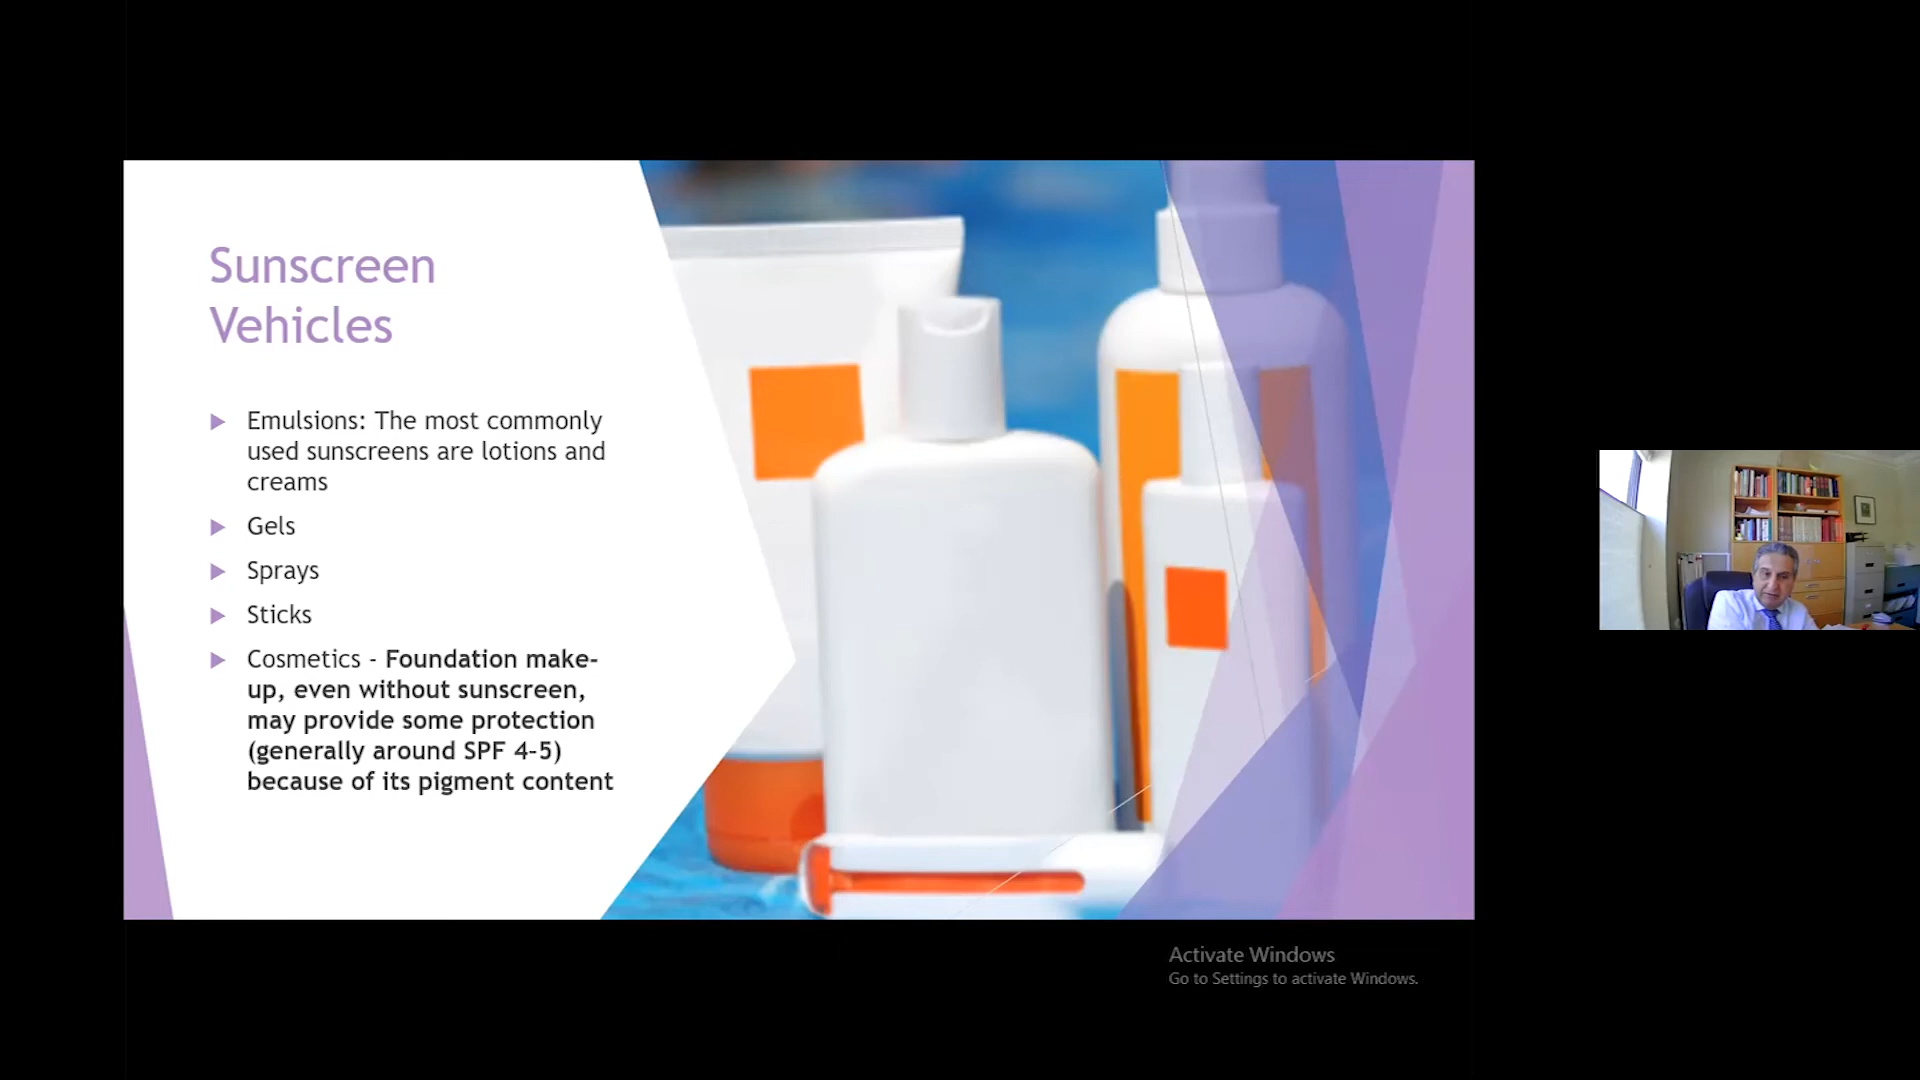 Sunscreen
Vehicles
Emulsions: The most commonly
used sunscreens are lotions and
creams
Gels
Sprays
Sticks
Cosmetics - Foundation make-
up, even without sunscreen,
may provide some protection
(generally around SPF 4-5)
because of its pigment content
Activate Windows
Go to Settings to activate Windows.